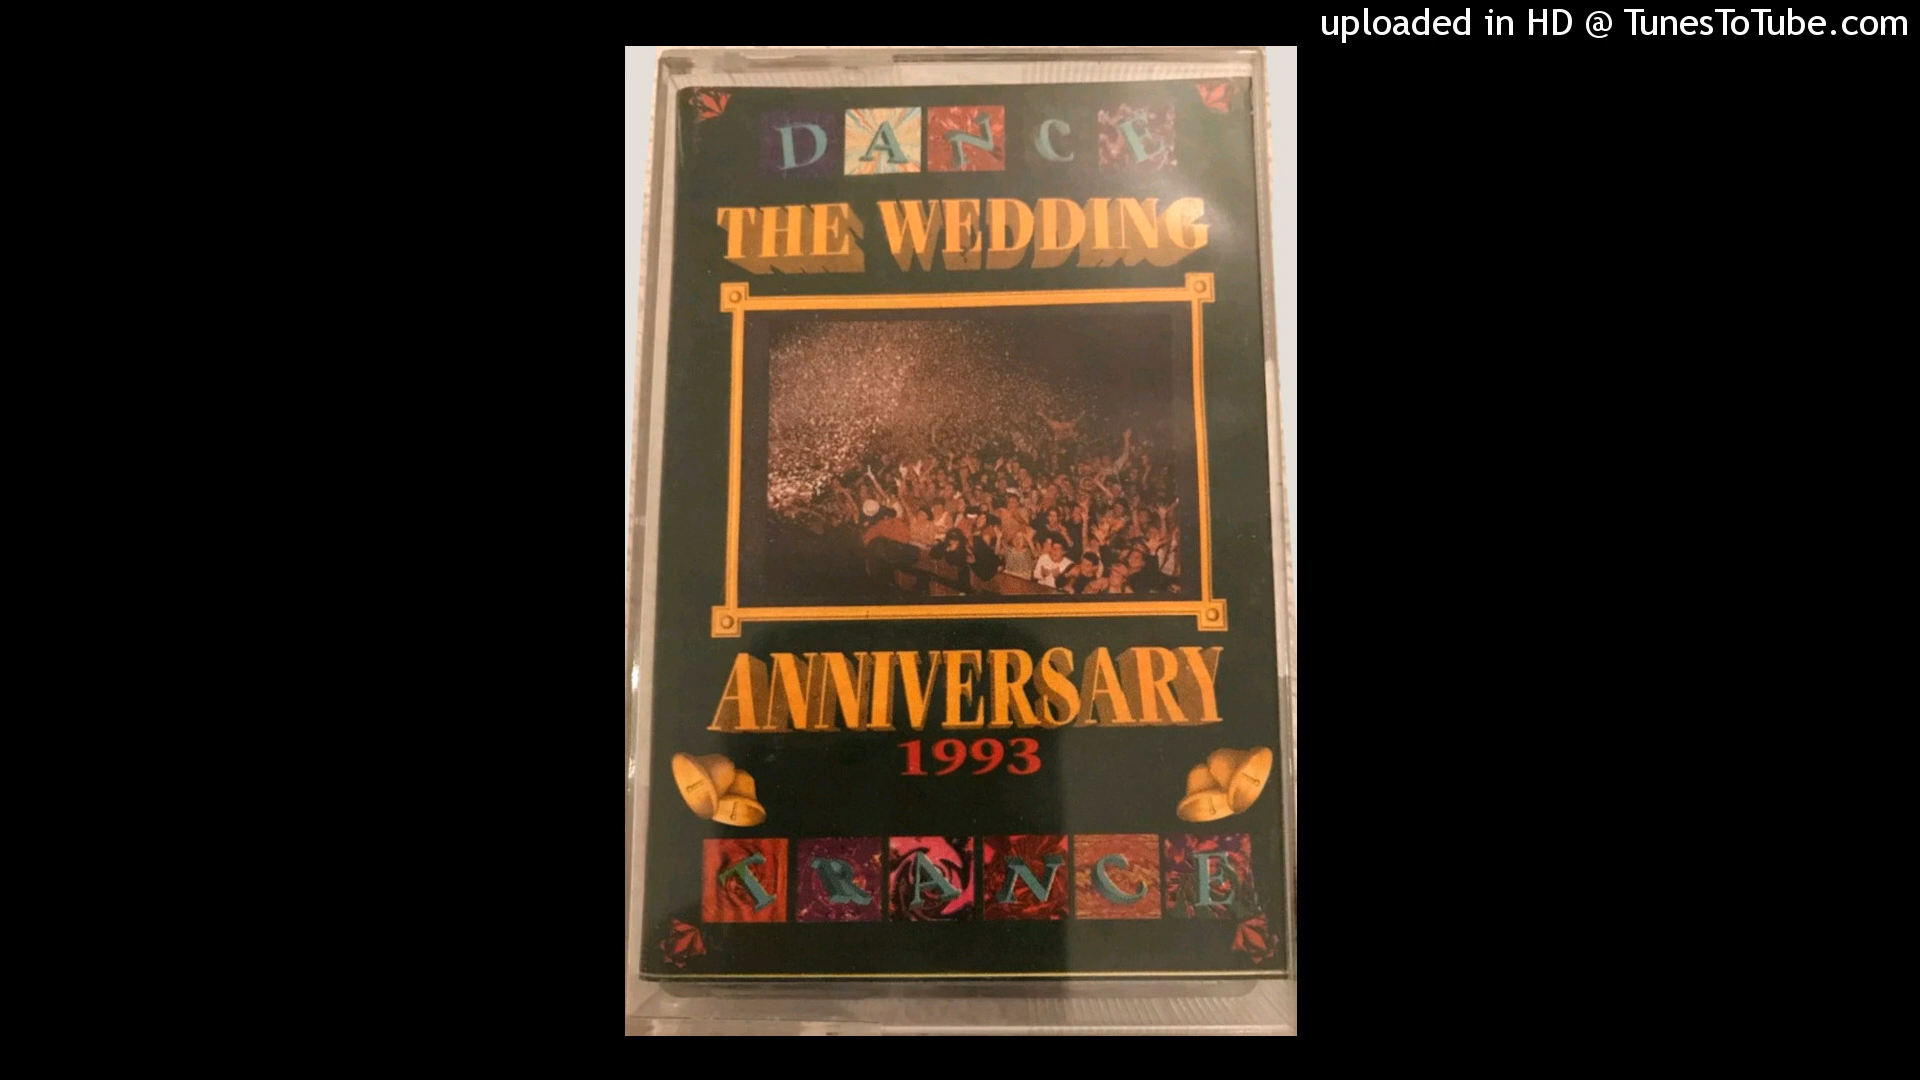 uploaded in HD @ TunesToTube.com
DANCE
THE WEDDING
ANNIVERSARY
1993
TRANCE